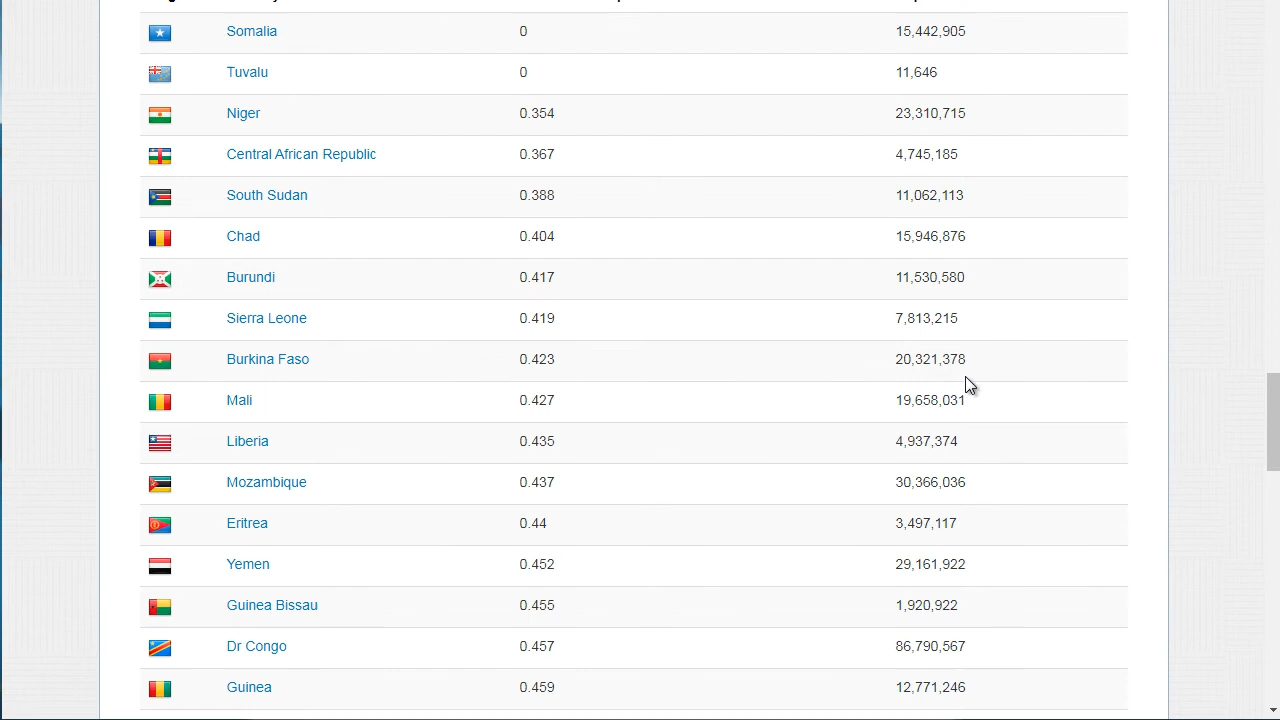 Somalia 0 15,442,905
Tuvalu 0 11,646
Niger 0.354 23,310,715
Central African Republic 0.367 4,745,185
South Sudan 0.388 11,062,113
Chad 0.404 15,946,876
Burundi 0.417 11,530,580
Sierra Leone 0.419 7,813,215
Burkina Faso 0.423 20,321,378
Mali 0.427 19,658,031
Liberia 0.435 4,937,374
Mozambique 0.437 30,366,036
Eritrea 0.44 3,497,117
Yemen 0.452 29,161,922
Guinea Bissau 0.455 1,920,922
Dr Congo 0.457 86,790,567
Guinea 0.459 12,771,246